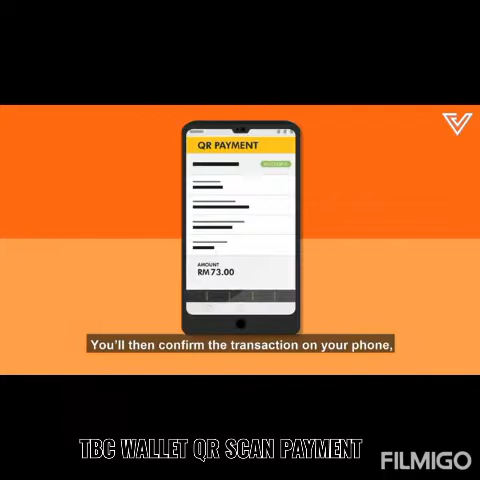 QR PAYMENT
AMOUNT
RM73.00
You'll then confirm the transaction on your phone,
TBC WALLET QR SCAN PAYMENT
FILMIGO